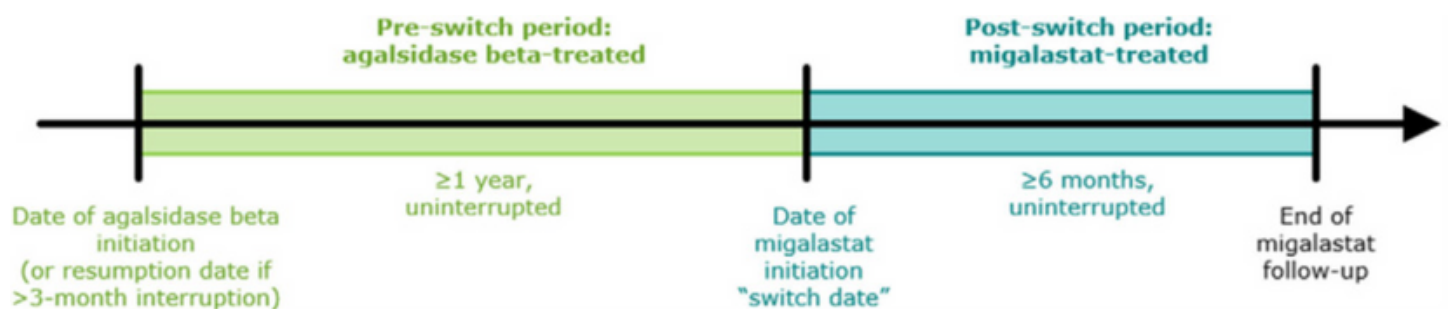 Pre-switch period:
agalsidase beta-treated
Post-switch period:
migalastat-treated
≥1 year,
uninterrupted
≥6 months,
uninterrupted
Date of agalsidase beta
initiation
(or resumption date if
>3-month interruption)
Date of
migalastat
initiation
“switch date”
End of
migalastat
follow-up